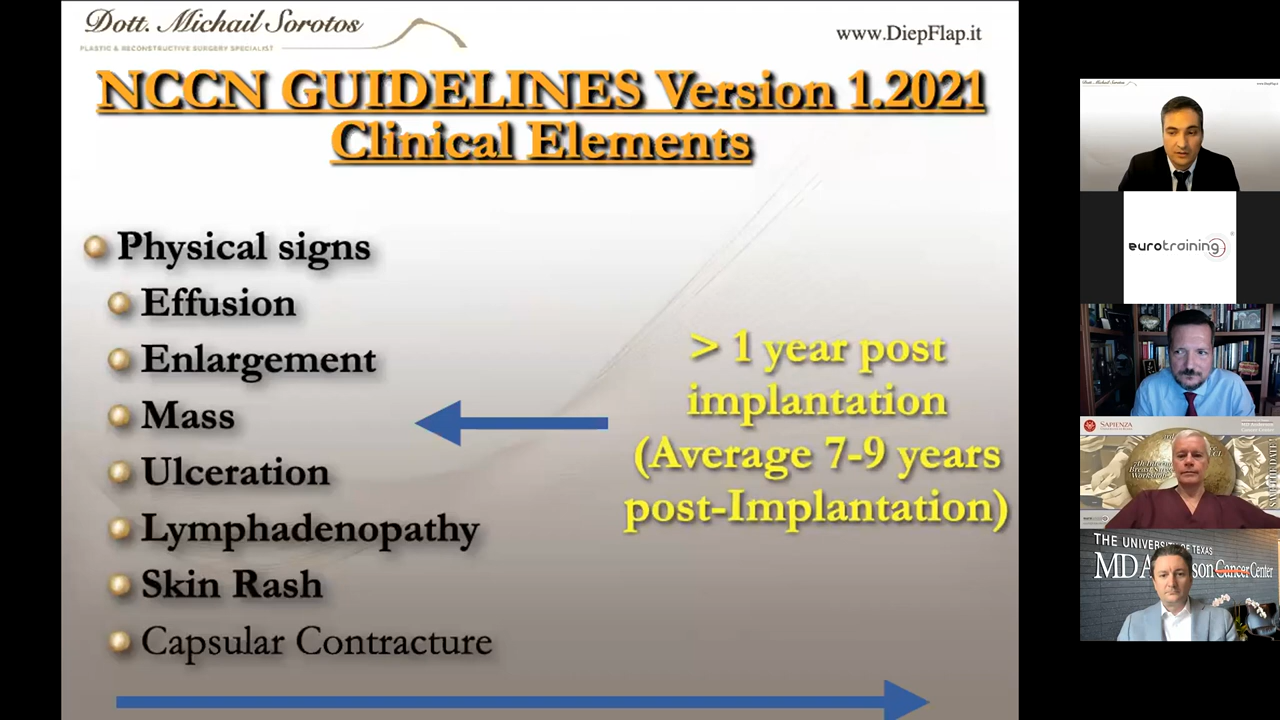 Dott. Michail Sorotos
PLASTIC & RECONSTRUCTIVE SURGERY SPECIALIST
www.DiepFlap.it
NCCN GUIDELINES Version 1.2021
Clinical Elements
Physical signs
Effusion
Enlargement
Mass
Ulceration
Lymphadenopathy
Skin Rash
Capsular Contracture
> 1 year post
implantation
(Average 7-9 years
post-Implantation)
eurotraining
SAPIENZA
THE UNIVERSITY OF TEXAS
Cancer Center